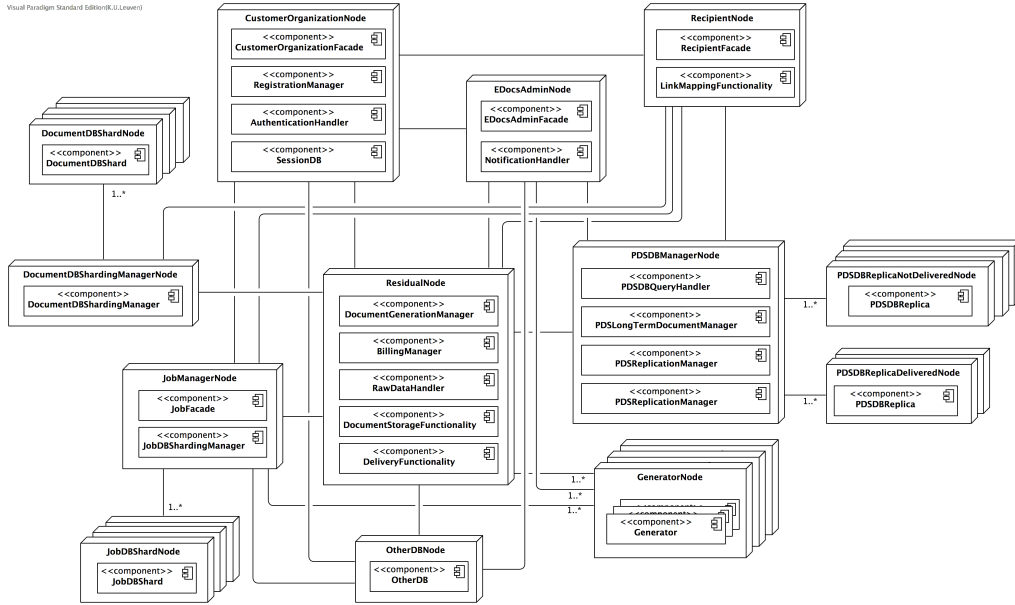 Visual Paradigm Standard Edition(K.U.Leuven)
CustomerOrganizationNode
<<component>>
CustomerOrganizationFacade
<<component>>
RegistrationManager
<<component>>
AuthenticationHandler
<<component>>
SessionDB
RecipientNode
<<component>>
RecipientFacade
<<component>>
LinkMappingFunctionality
EDocsAdminNode
<<component>>
EDocsAdminFacade
<<component>>
NotificationHandler
DocumentDBShardNode
<<component>>
DocumentDBShard
1..*
DocumentDBShardingManagerNode
<<component>>
DocumentDBShardingManager
ResidualNode
<<component>>
DocumentGenerationManager
<<component>>
BillingManager
<<component>>
RawDataHandler
<<component>>
DocumentStorageFunctionality
<<component>>
DeliveryFunctionality
PDSDBManagerNode
<<component>>
PDSDBQueryHandler
<<component>>
PDSLongTermDocumentManager
<<component>>
PDSReplicationManager
<<component>>
PDSReplicationManager
PDSDBReplicaNotDeliveredNode
<<component>>
PDSDBReplica
1..*
PDSDBReplicaDeliveredNode
<<component>>
PDSDBReplica
1..*
JobManagerNode
<<component>>
JobFacade
<<component>>
JobDBShardingManager
1..*
GeneratorNode
<<component>>
Generator
1..*
1..*
1..*
JobDBShardNode
<<component>>
JobDBShard
OtherDBNode
<<component>>
OtherDB